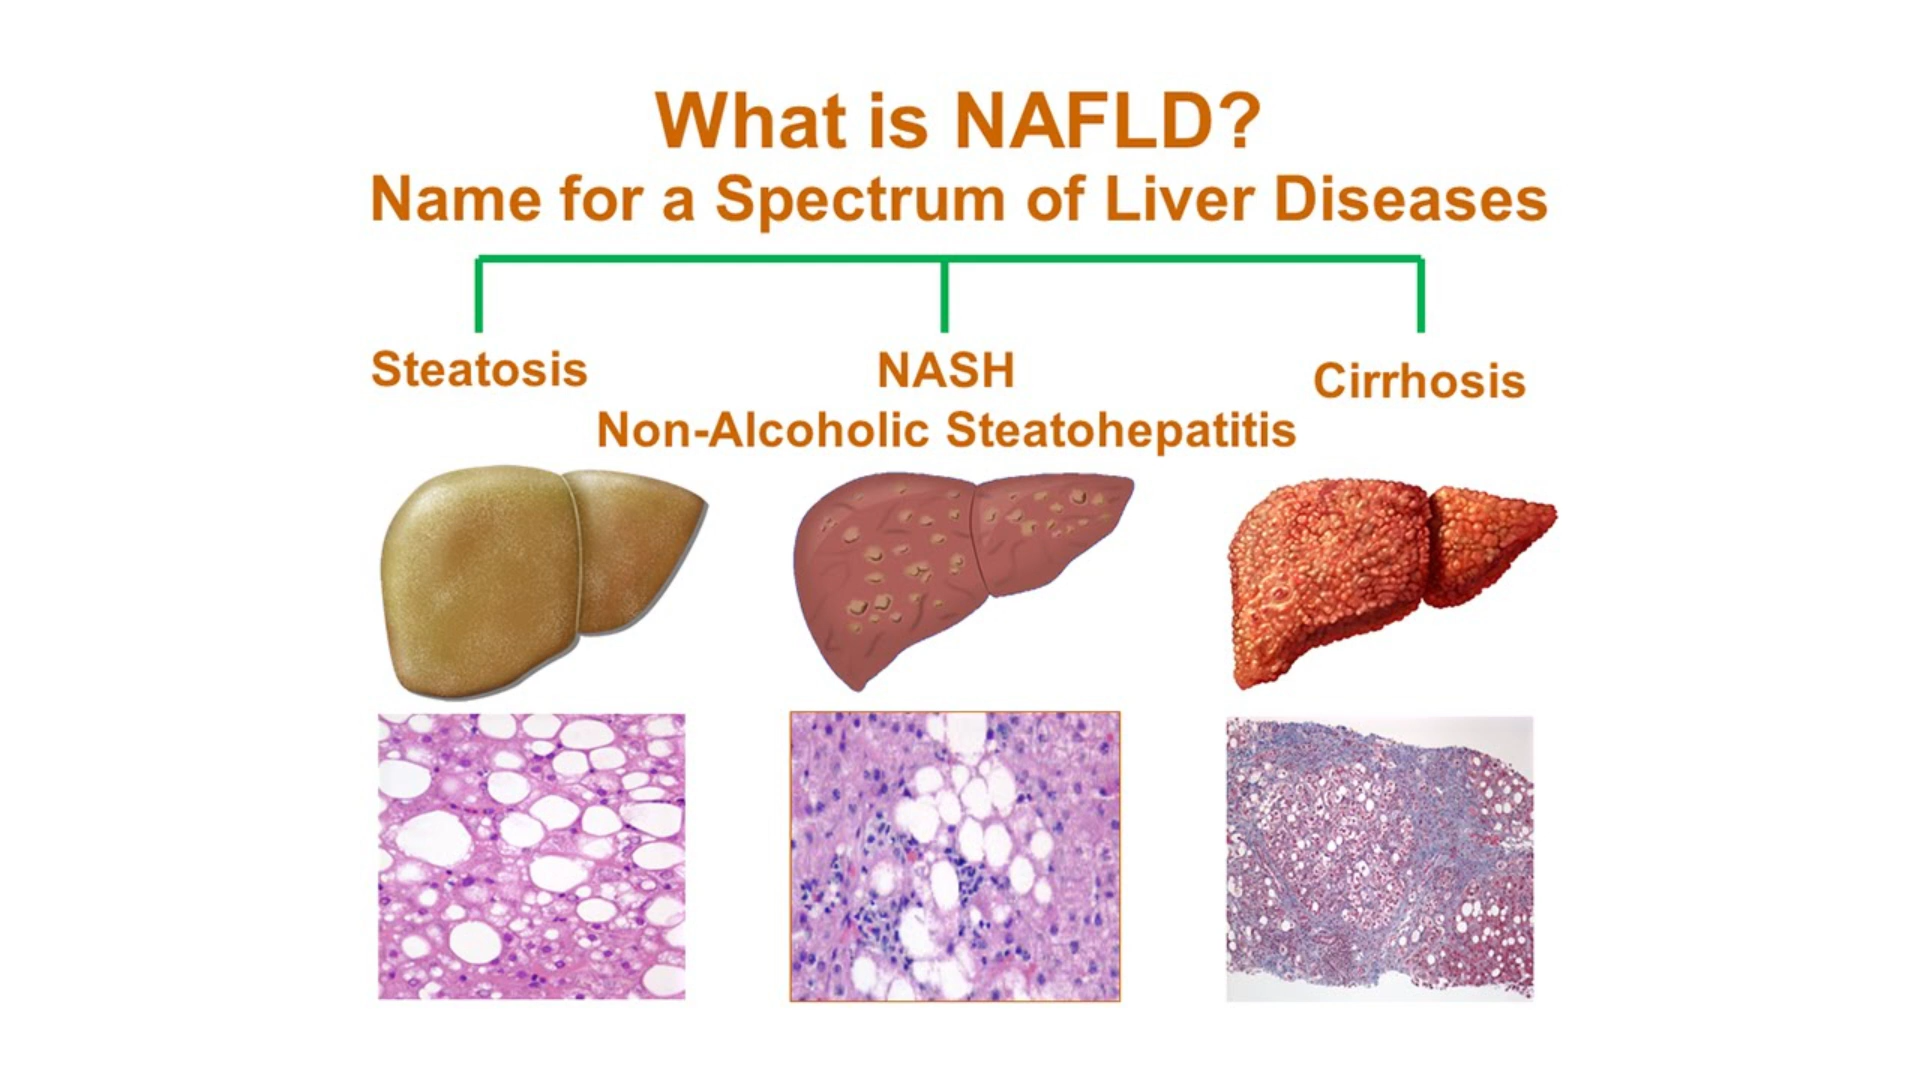 What is NAFLD?
Name for a Spectrum of Liver Diseases
Steatosis
NASH
Non-Alcoholic Steatohepatitis
Cirrhosis